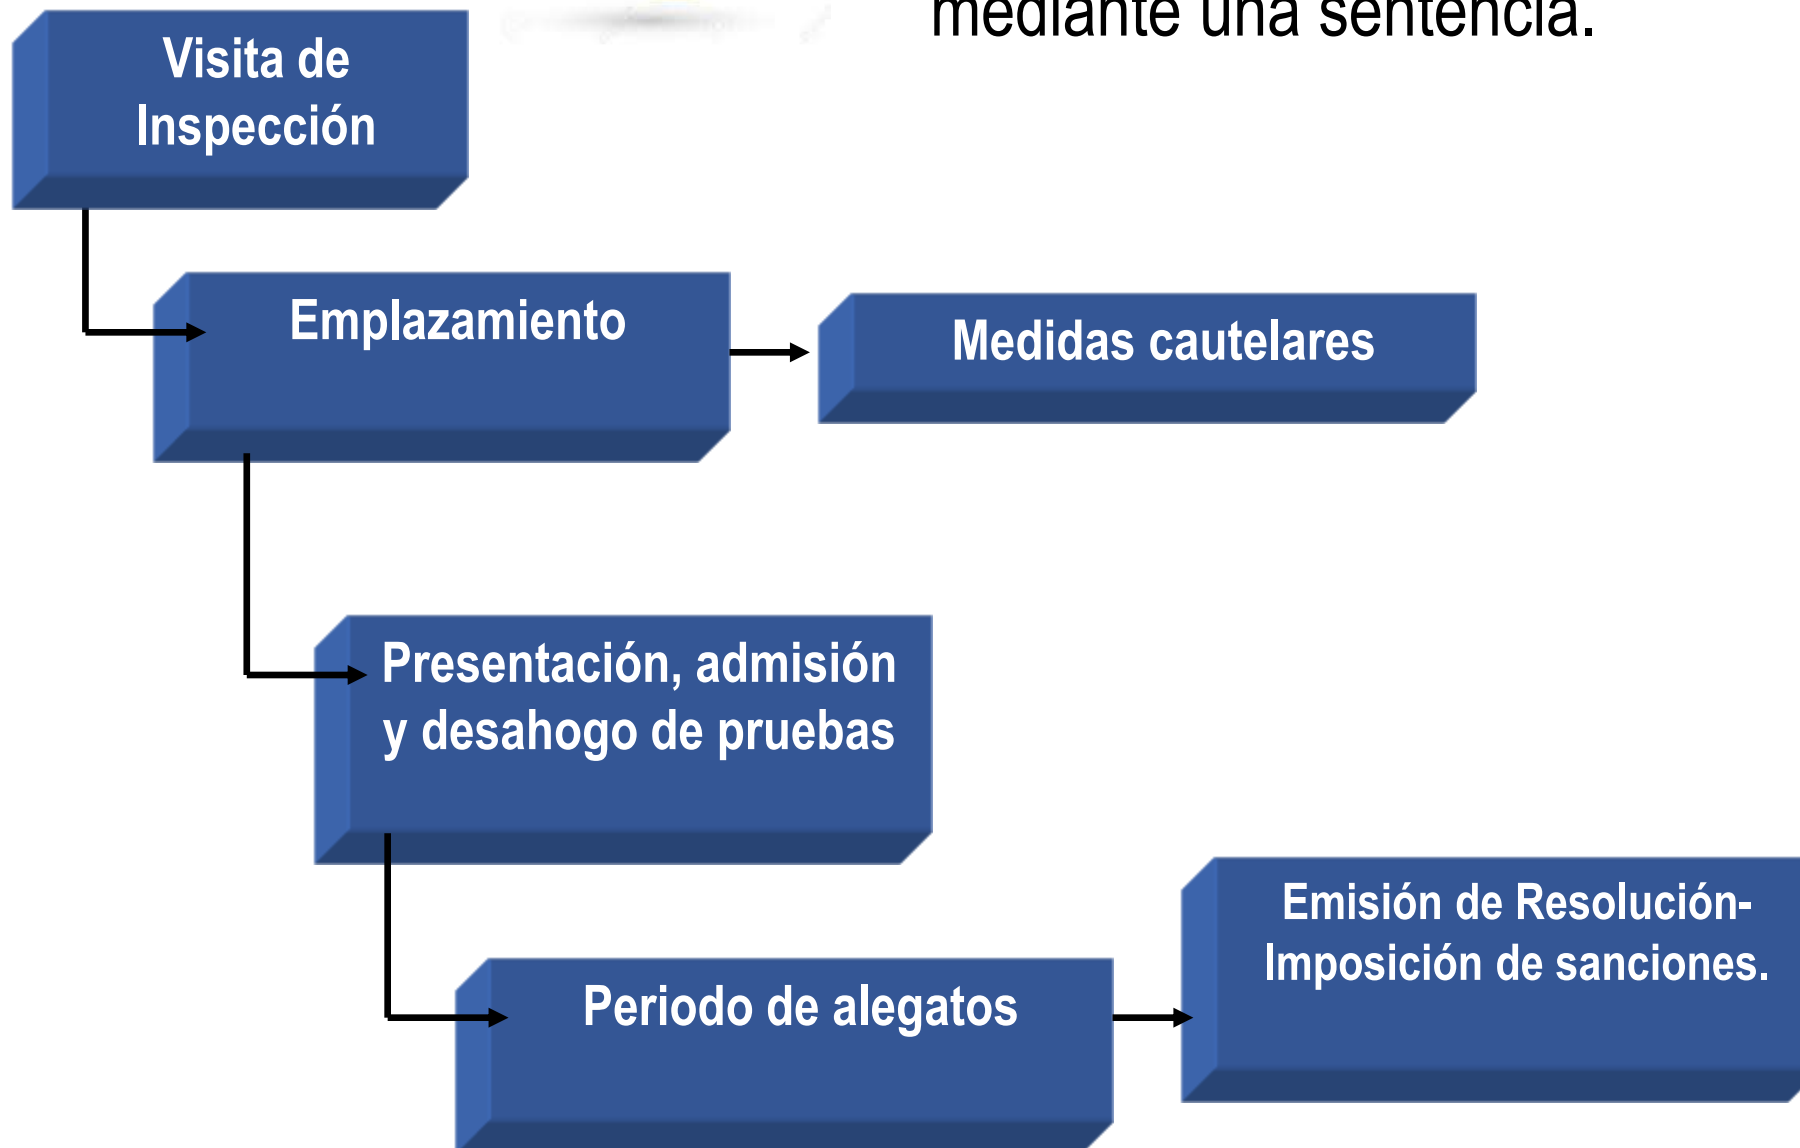 mediante una sentencia.
Visita de
Inspección
Emplazamiento
Medidas cautelares
Presentación, admisión
y desahogo de pruebas
Periodo de alegatos
Emisión de Resolución-
Imposición de sanciones.